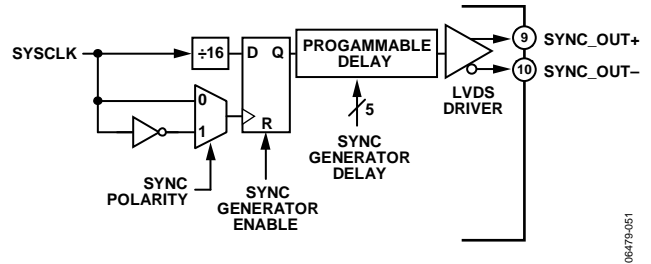 SYSCLK
÷16
D Q
R
PROGAMMABLE
DELAY
5
SYNC
GENERATOR
DELAY
LVDS
DRIVER
9 SYNC_OUT+
10 SYNC_OUT–
0
1
SYNC
POLARITY
SYNC
GENERATOR
ENABLE
06479-051